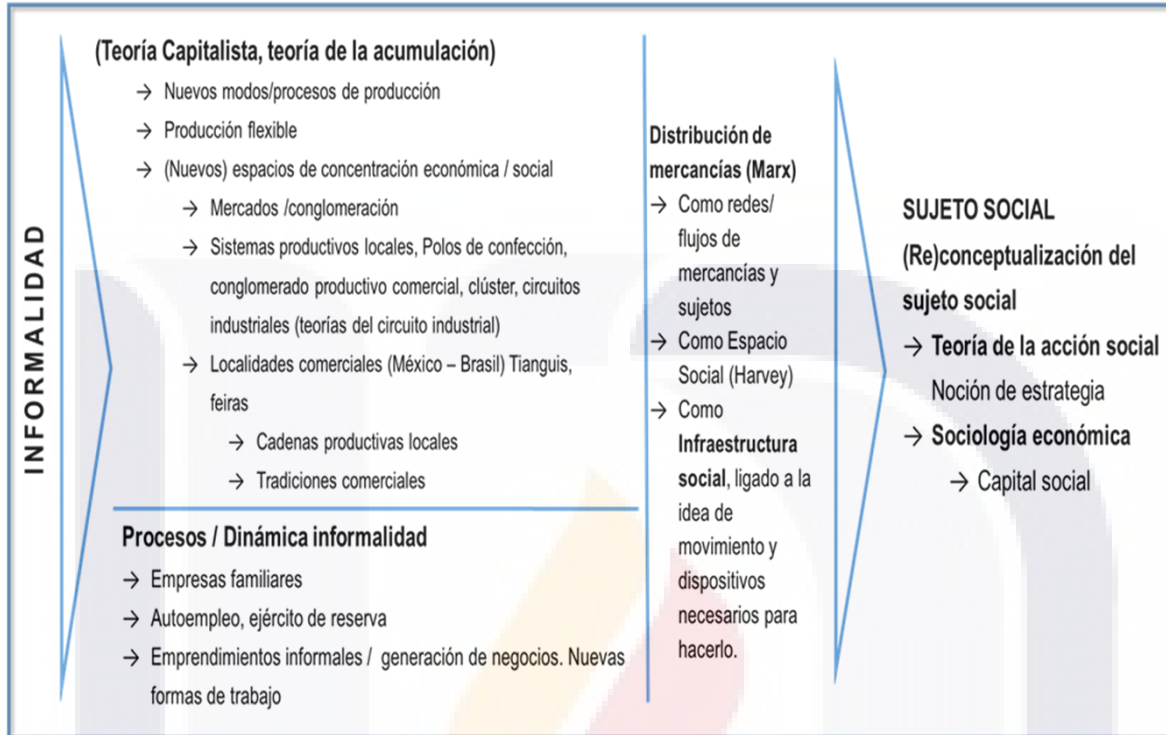 INFORMALIDAD
(Teoría Capitalista, teoría de la acumulación)
→ Nuevos modos/procesos de producción
→ Producción flexible
→ (Nuevos) espacios de concentración económica / social
→ Mercados /conglomeración
→ Sistemas productivos locales, Polos de confección,
conglomerado productivo comercial, clúster, circuitos
industriales (teorías del circuito industrial)
→ Localidades comerciales (México – Brasil) Tianguis,
feiras
→ Cadenas productivas locales
→ Tradiciones comerciales
Procesos / Dinámica informalidad
→ Empresas familiares
→ Autoempleo, ejército de reserva
→ Emprendimientos informales / generación de negocios. Nuevas
formas de trabajo
Distribución de
mercancías (Marx)
→ Como redes/
flujos de
mercancías y
sujetos
→ Como Espacio
Social (Harvey)
→ Como
Infraestructura
social, ligado a la
idea de
movimiento y
dispositivos
necesarios para
hacerlo.
SUJETO SOCIAL
(Re)conceptualización del
sujeto social
→ Teoría de la acción social
Noción de estrategia
→ Sociología económica
→ Capital social